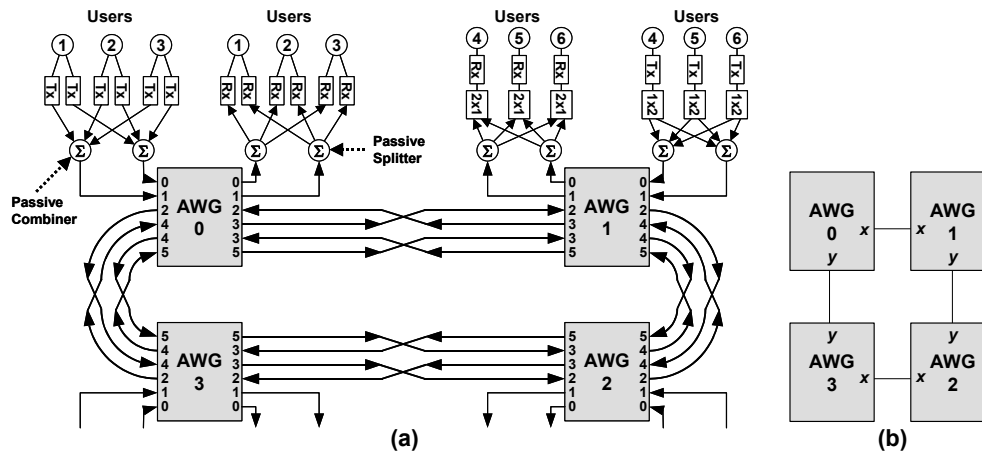 Users Users Users Users
1 2 3 1 2 3 4 5 6 4 5 6
Tx Tx Tx Tx Tx Tx Rx Rx Rx Rx Rx Rx Rx Rx Rx Tx Tx Tx
2x1 2x1 2x1 1x2 1x2 1x2
Σ Σ Σ Σ Σ Σ Σ Σ
Passive
Splitter
Passive
Combiner
0 0 0 0
1 1 1 1
2 AWG 2 2 AWG 2
4 0 3 3 1 4
4 3 3 4
5 5 5 5
5 5 5 5
4 AWG 3 3 AWG 4
4 3 3 3 2 4
2 2 2 2
1 1 1 1
0 0 0 0
(a)
AWG AWG
0 x x 1
y y
y y
AWG AWG
3 x x 2
(b)